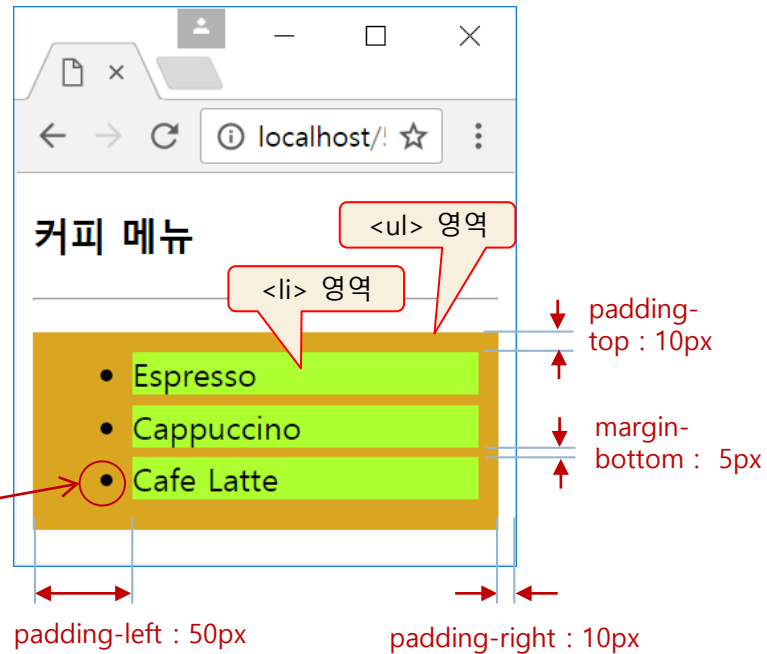 localhost/5
커피 메뉴
<ul> 영역
<li> 영역
padding-
top : 10px
Espresso
Cappuccino
margin-
bottom : 5px
Cafe Latte
padding-left : 50px
padding-right : 10px